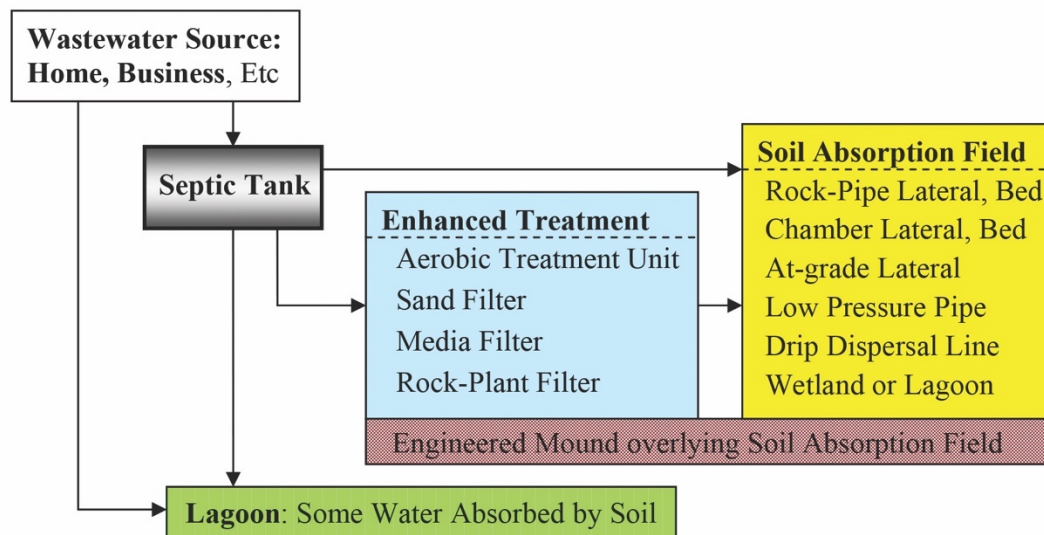 Wastewater Source:
Home, Business, Etc
Septic Tank
Enhanced Treatment
Aerobic Treatment Unit
Sand Filter
Media Filter
Rock-Plant Filter
Soil Absorption Field
Rock-Pipe Lateral, Bed
Chamber Lateral, Bed
At-grade Lateral
Low Pressure Pipe
Drip Dispersal Line
Wetland or Lagoon
Engineered Mound overlying Soil Absorption Field
Lagoon: Some Water Absorbed by Soil